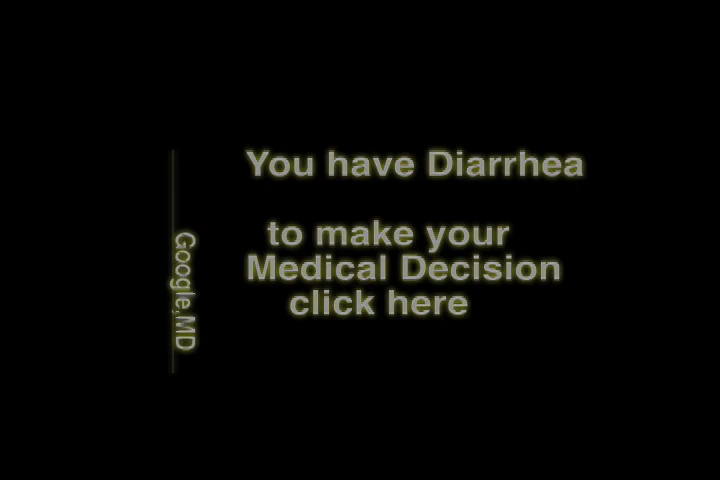 You have Diarrhea
to make your
Medical Decision
click here
Google,MD